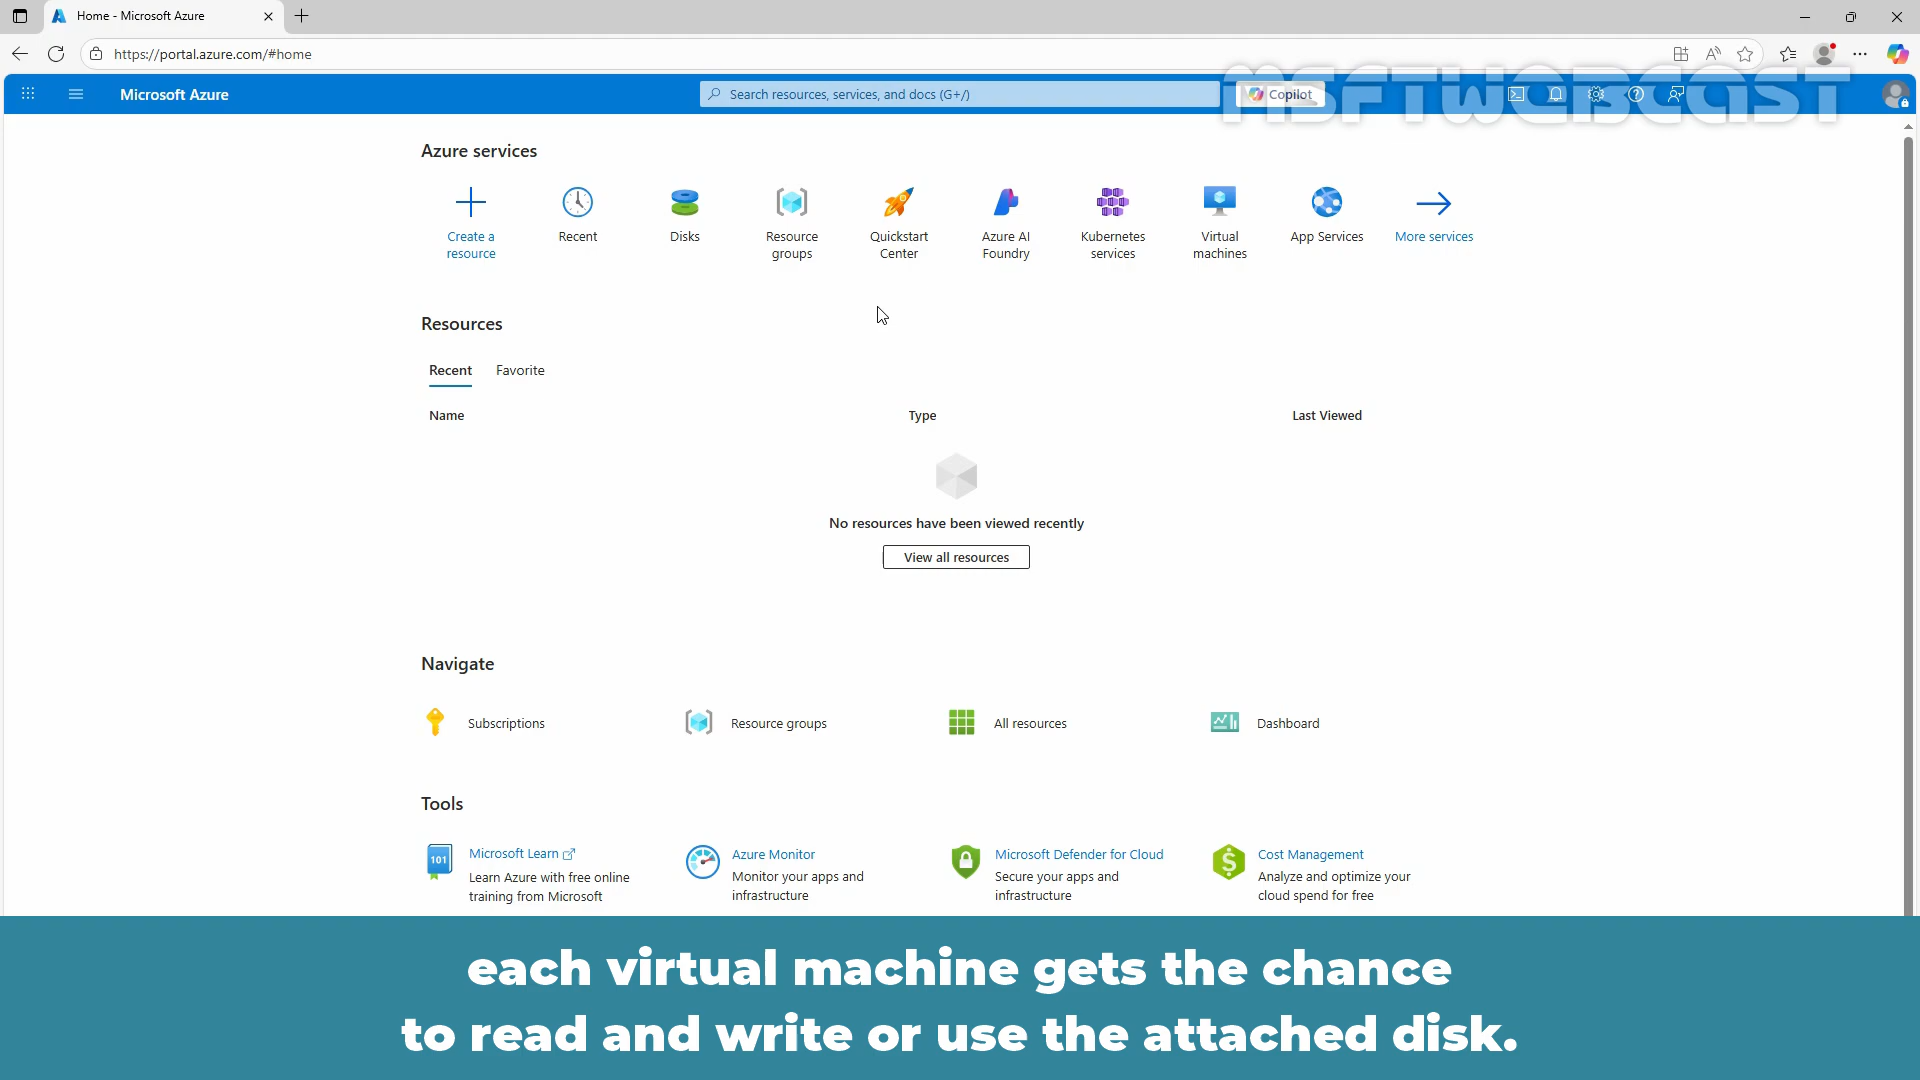 Home - Microsoft Azure
https://portal.azure.com/#home
MSFTWEBCAST
Microsoft Azure
Search resources, services, and docs (G+/)
Copilot
Azure services
Create a resource
Recent
Disks
Resource groups
Quickstart Center
Azure AI Foundry
Kubernetes services
Virtual machines
App Services
More services
Resources
Recent Favorite
Name Type Last Viewed
No resources have been viewed recently
View all resources
Navigate
Subscriptions Resource groups All resources Dashboard
Tools
101
Microsoft Learn
Learn Azure with free online
training from Microsoft
Azure Monitor
Monitor your apps and
infrastructure
Microsoft Defender for Cloud
Secure your apps and
infrastructure
Cost Management
Analyze and optimize your
cloud spend for free
each virtual machine gets the chance
to read and write or use the attached disk.